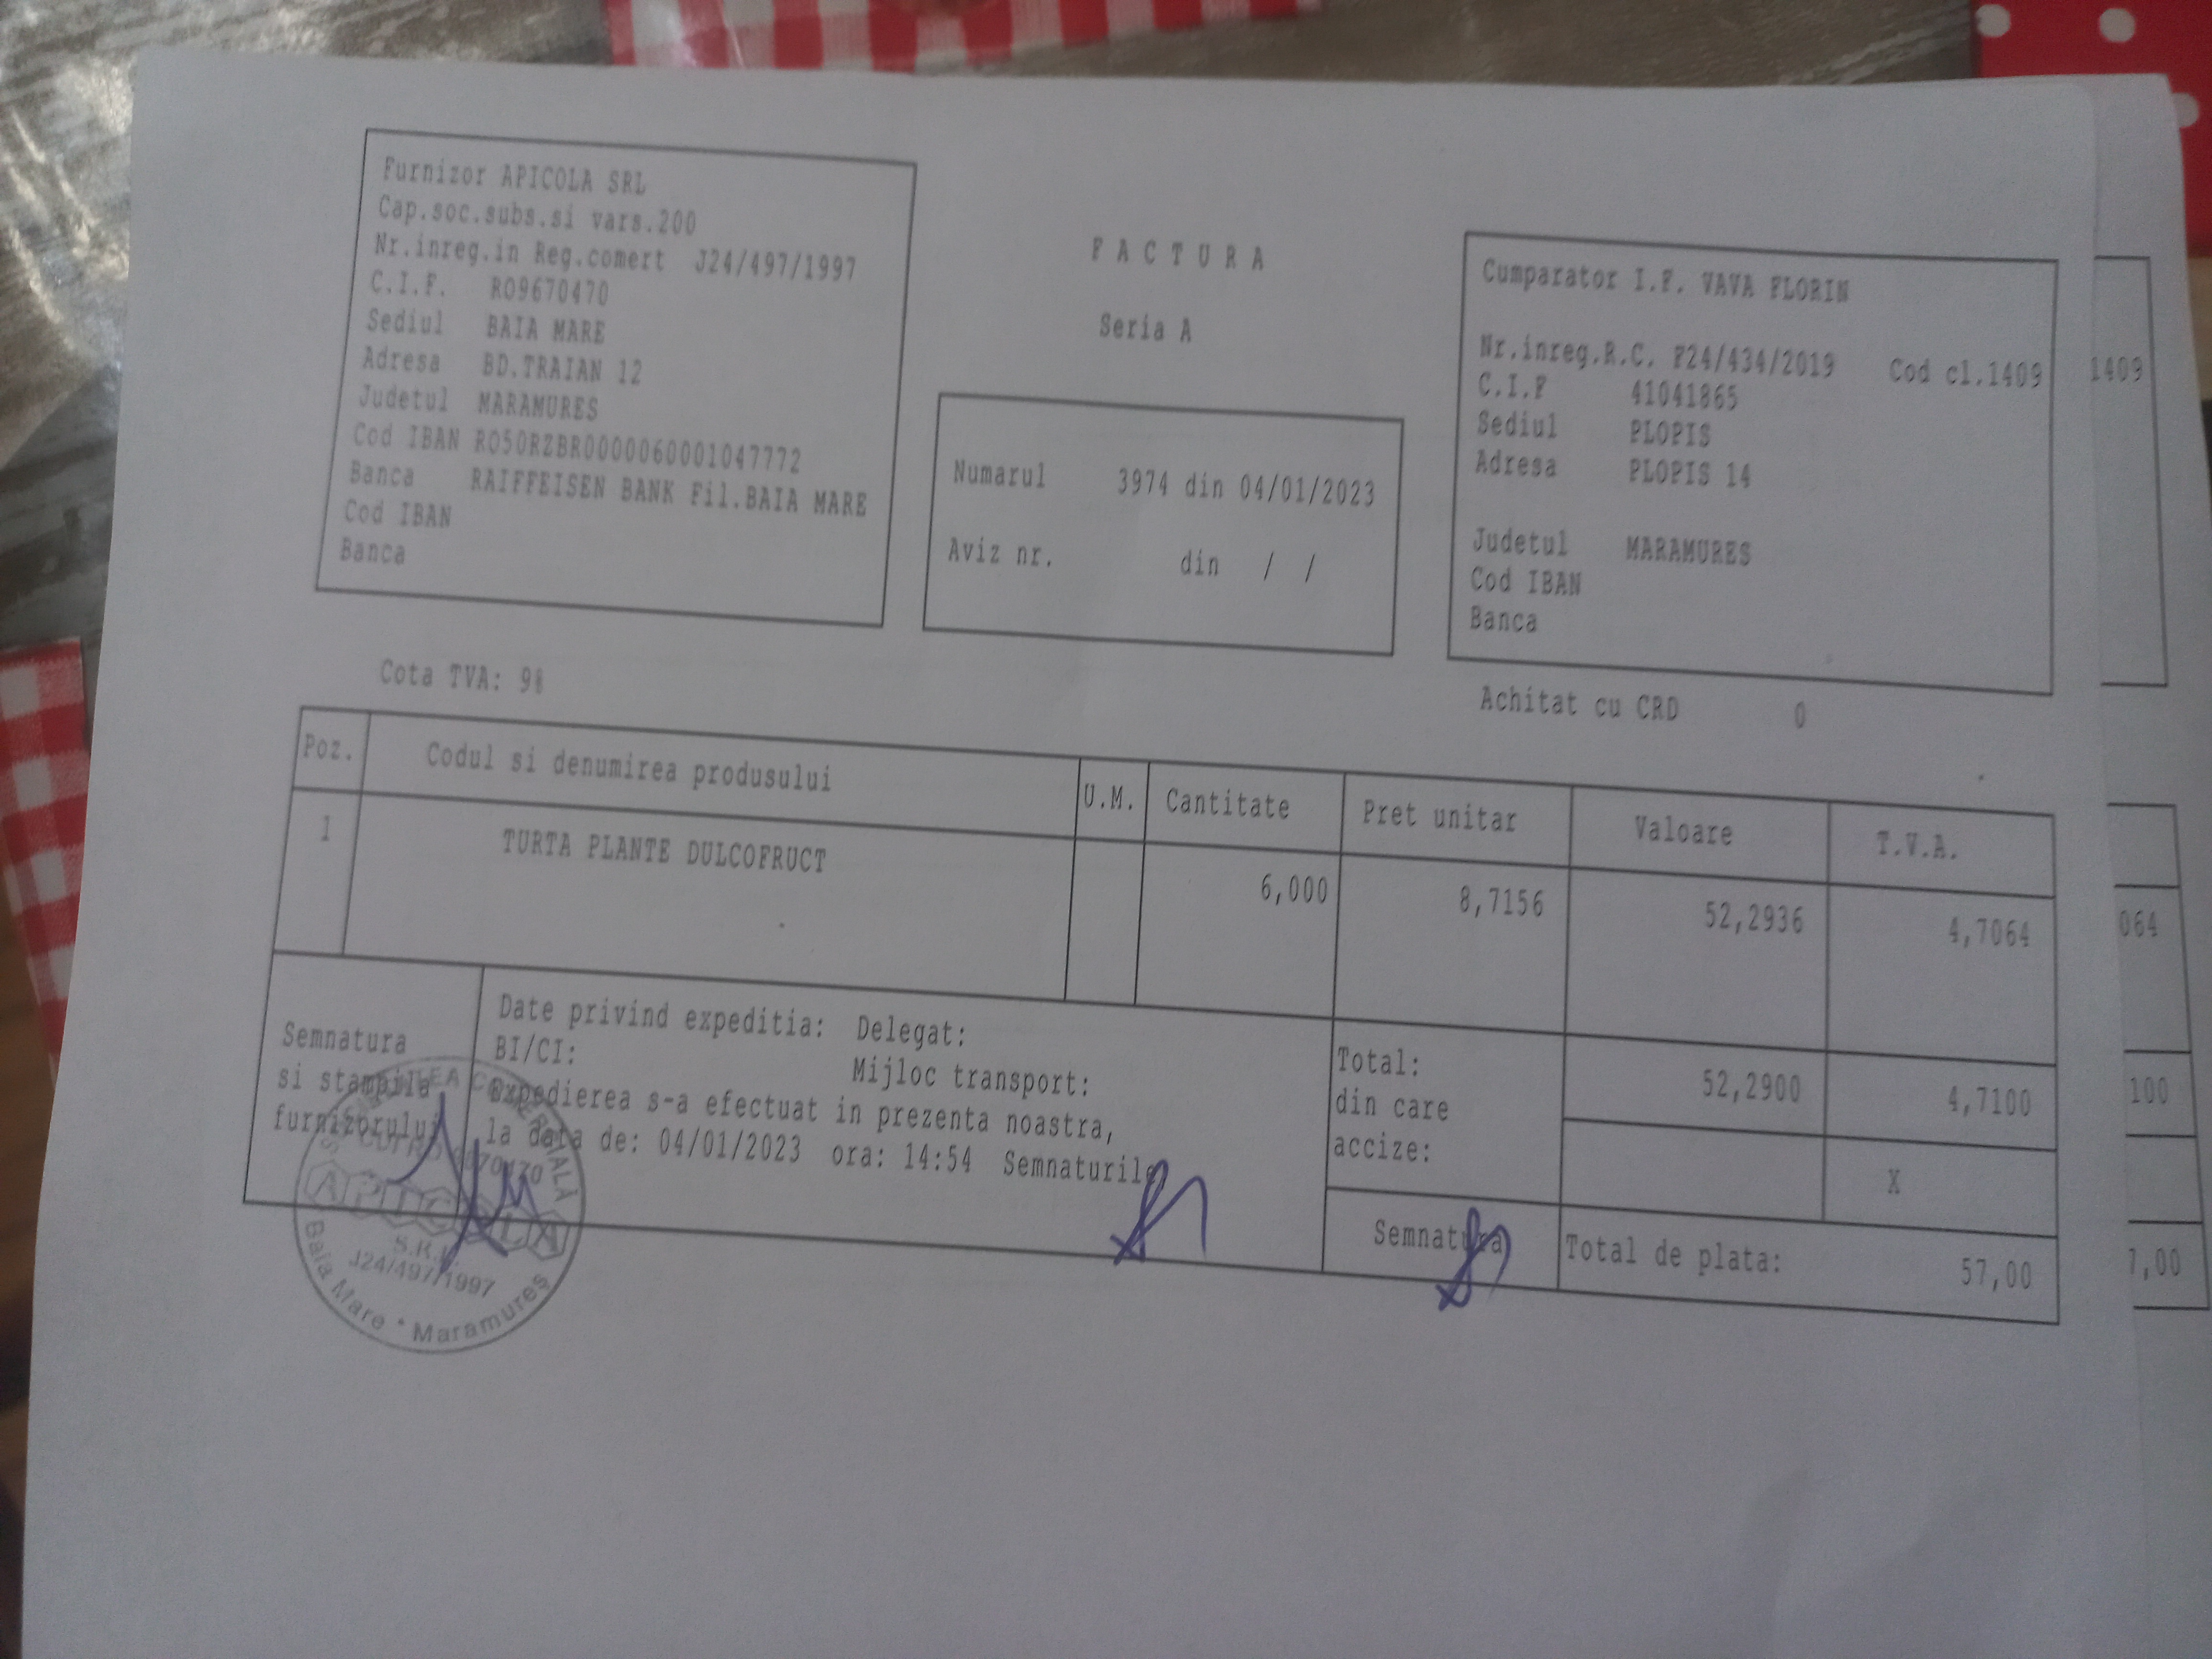 Furnizor APICOLA SRL
Cap.soc.subs.si vars.200
Nr.inreg.in Reg.comert J24/497/1997
C.I.F. RO9670470
Sediul BAIA MARE
Adresa BD.TRAIAN 12
Judetul MARAMURES
Cod IBAN RO50RZBR0000060001047772
Banca RAIFFEISEN BANK Fil.BAIA MARE
Cod IBAN
Banca
F A C T U R A
Seria A
Numarul 3974 din 04/01/2023
Aviz nr. din / /
Cumparator I.F. VAVA FLORIN
Nr.inreg.R.C. F24/434/2019 Cod cl.1409
C.I.F 41041865
Sediul PLOPIS
Adresa PLOPIS 14
Judetul MARAMURES
Cod IBAN
Banca
1409
Cota TVA: 9%
Achitat cu CRD 0
Poz. Codul si denumirea produsului U.M. Cantitate Pret unitar Valoare T.V.A.
1 TURTA PLANTE DULCOFRUCT 6,000 8,7156 52,2936 4,7064
064
Semnatura
si stampila
furnizorului
Date privind expeditia: Delegat:
BI/CI: Mijloc transport:
Expedierea s-a efectuat in prezenta noastra,
la data de: 04/01/2023 ora: 14:54 Semnaturile
Total: 52,2900 4,7100
din care
accize: X
100
Semnatura Total de plata: 57,00
7,00
APICOLA
S.R.L.
J24/497/1997
Baia Mare * Maramureș